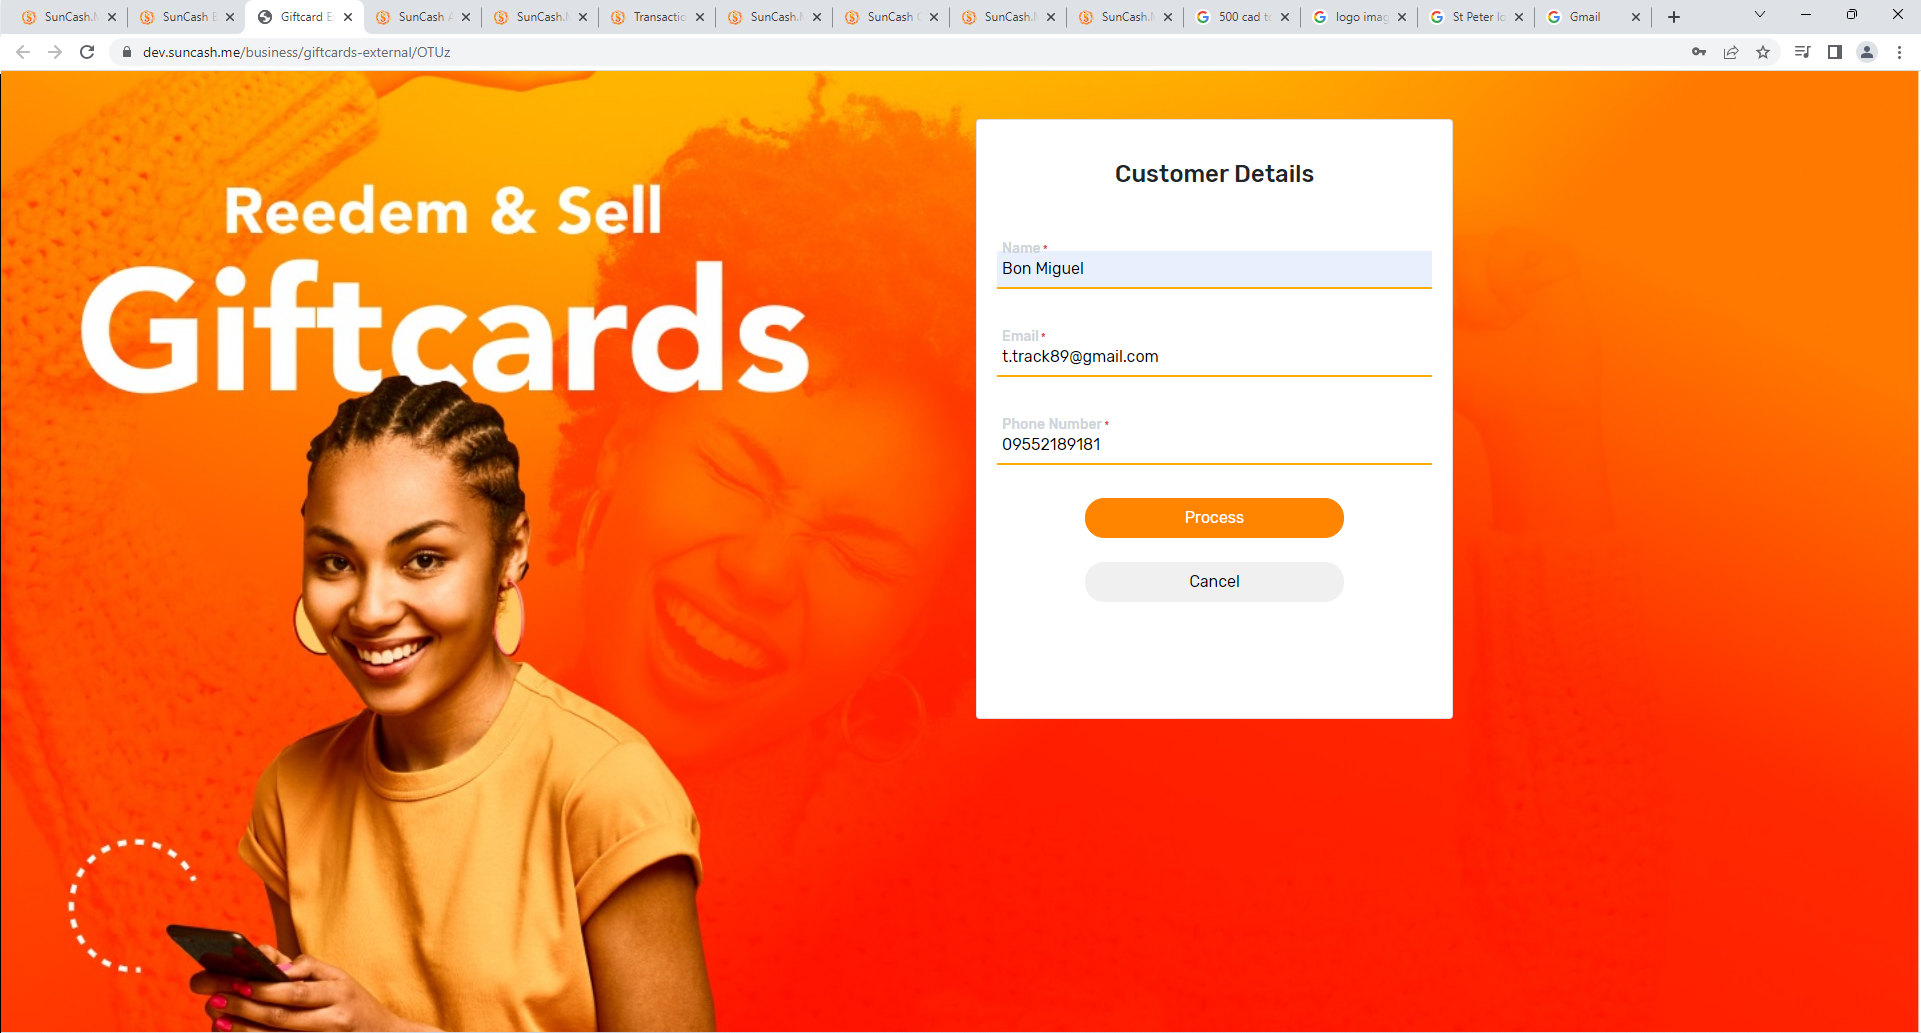 SunCash.M
SunCash B
Giftcard E
SunCash A
SunCash.M
Transactio
SunCash.M
SunCash
SunCash.M
SunCash.M
500 cad to
logo imag
St Peter lo
Gmail
dev.suncash.me/business/giftcards-external/OTUz
Reedem & Sell
Giftcards
Customer Details
Name *
Bon Miguel
Email *
t.track89@gmail.com
Phone Number *
09552189181
Process
Cancel